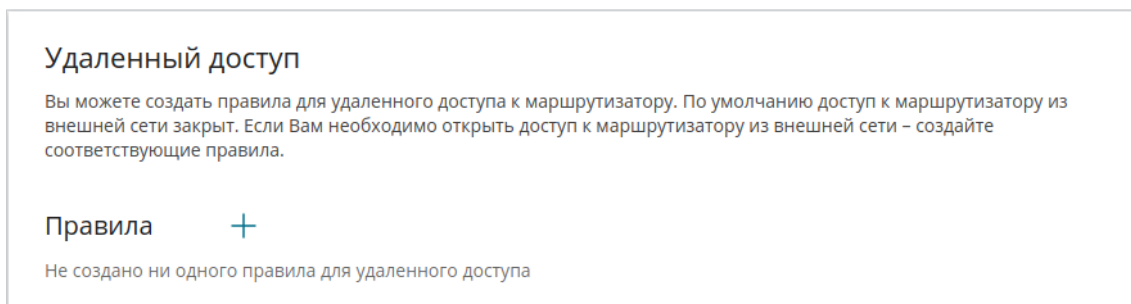 Удаленный доступ
Вы можете создать правила для удаленного доступа к маршрутизатору. По умолчанию доступ к маршрутизатору из
внешней сети закрыт. Если Вам необходимо открыть доступ к маршрутизатору из внешней сети – создайте
соответствующие правила.
Правила
Не создано ни одного правила для удаленного доступа